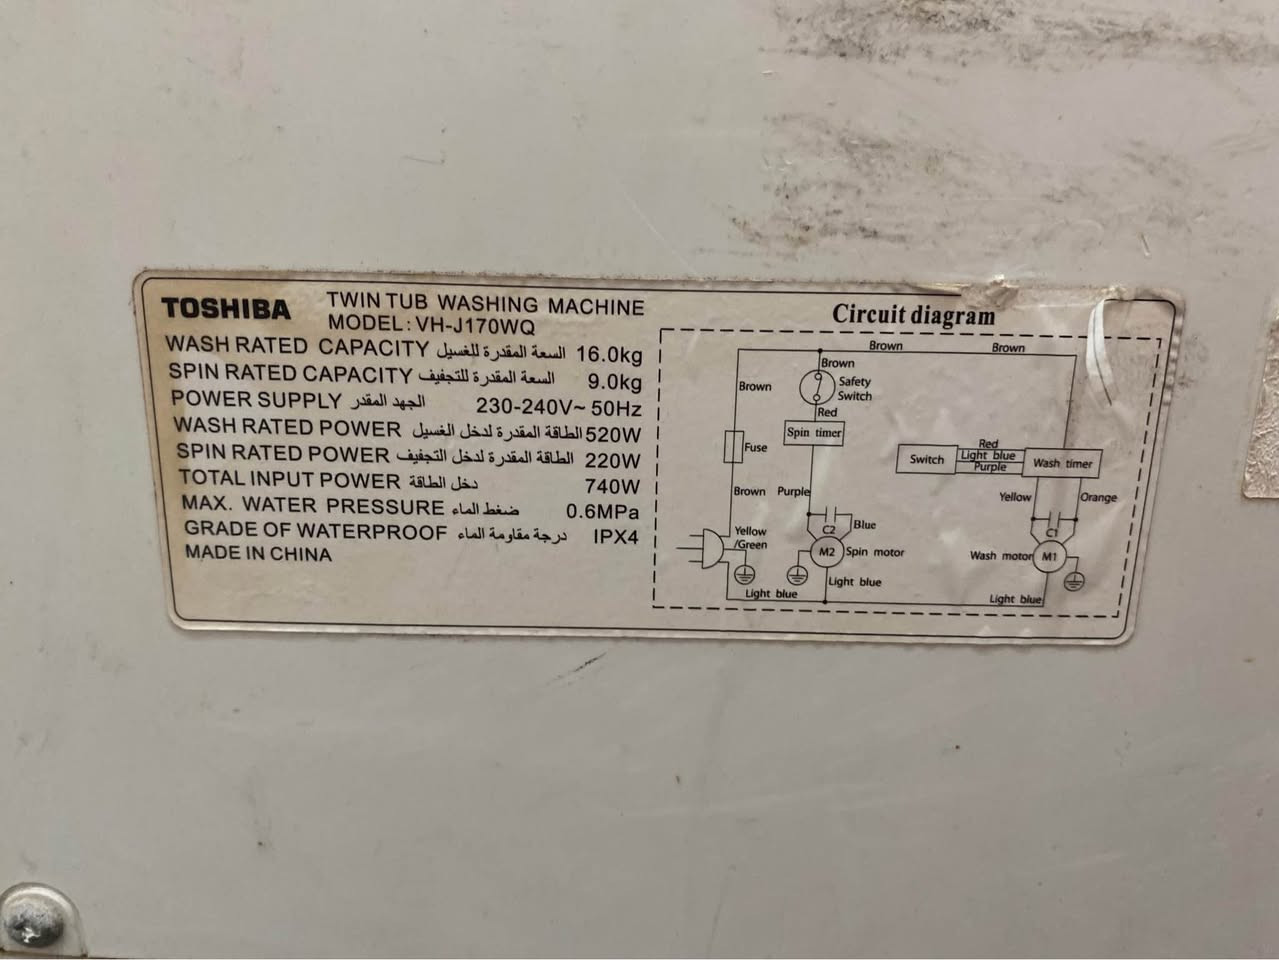 TOSHIBA
TWIN TUB WASHING MACHINE
MODEL: VH-J170WQ
WASH RATED CAPACITY السعة المقدرة للغسيل 16.0kg
SPIN RATED CAPACITY السعة المقدرة للتجفيف 9.0kg
POWER SUPPLY الجهد المقدر 230-240V~ 50Hz
WASH RATED POWER الطاقة المقدرة لدخل الغسيل 520W
SPIN RATED POWER الطاقة المقدرة لدخل التجفيف 220W
TOTAL INPUT POWER دخل الطاقة 740W
MAX. WATER PRESSURE ضغط الماء 0.6MPa
GRADE OF WATERPROOF درجة مقاومة الماء IPX4
MADE IN CHINA
Circuit diagram
Brown Brown
Brown
Brown
Safety
Switch
Red
Spin timer
Fuse
Switch
Red
Light blue
Purple
Wash timer
Brown
Purple
Yellow
Orange
Yellow
/Green
C2
Blue
C1
M2
Spin motor
Wash motor
M1
Light blue
Light blue
Light blue